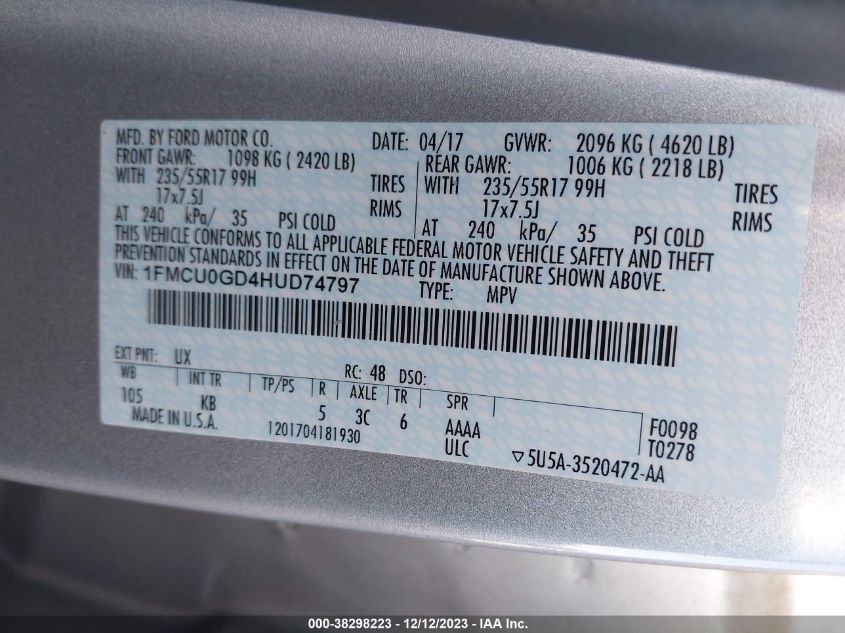 MFD. BY FORD MOTOR CO. DATE: 04/17 GVWR: 2096 KG ( 4620 LB)
FRONT GAWR: 1098 KG ( 2420 LB) REAR GAWR: 1006 KG ( 2218 LB)
WITH 235/55R17 99H TIRES WITH 235/55R17 99H TIRES
17x7.5J RIMS 17x7.5J RIMS
AT 240 kPa/ 35 PSI COLD AT 240 kPa/ 35 PSI COLD
THIS VEHICLE CONFORMS TO ALL APPLICABLE FEDERAL MOTOR VEHICLE SAFETY AND THEFT
PREVENTION STANDARDS IN EFFECT ON THE DATE OF MANUFACTURE SHOWN ABOVE.
VIN: 1FMCU0GD4HUD74797 TYPE: MPV
EXT PNT: UX RC: 48 DSO:
WB INT TR TP/PS R AXLE TR SPR
105 KB 5 3C 6 AAAA F0098
MADE IN U.S.A. 1201704181930 ULC T0278
▽5U5A-3520472-AA
000-38298223 - 12/12/2023 - IAA Inc.